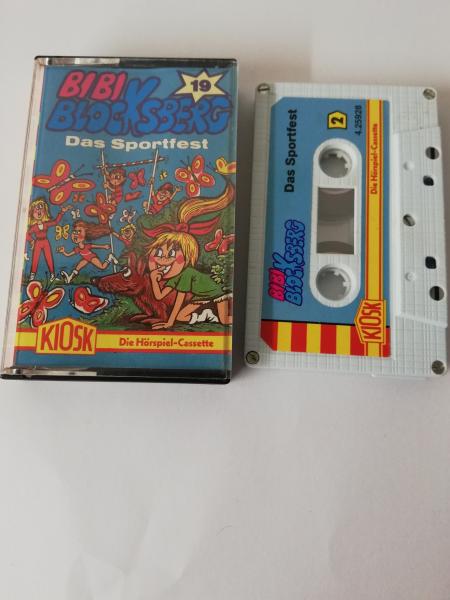 BIBI
19
BLOCKSBERG
Das Sportfest
KIOSK
Die Hörspiel-Cassette
BIBI
BLOCKSBERG
Das Sportfest
2
4.25928
KIOSK
Die Hörspiel-Cassette